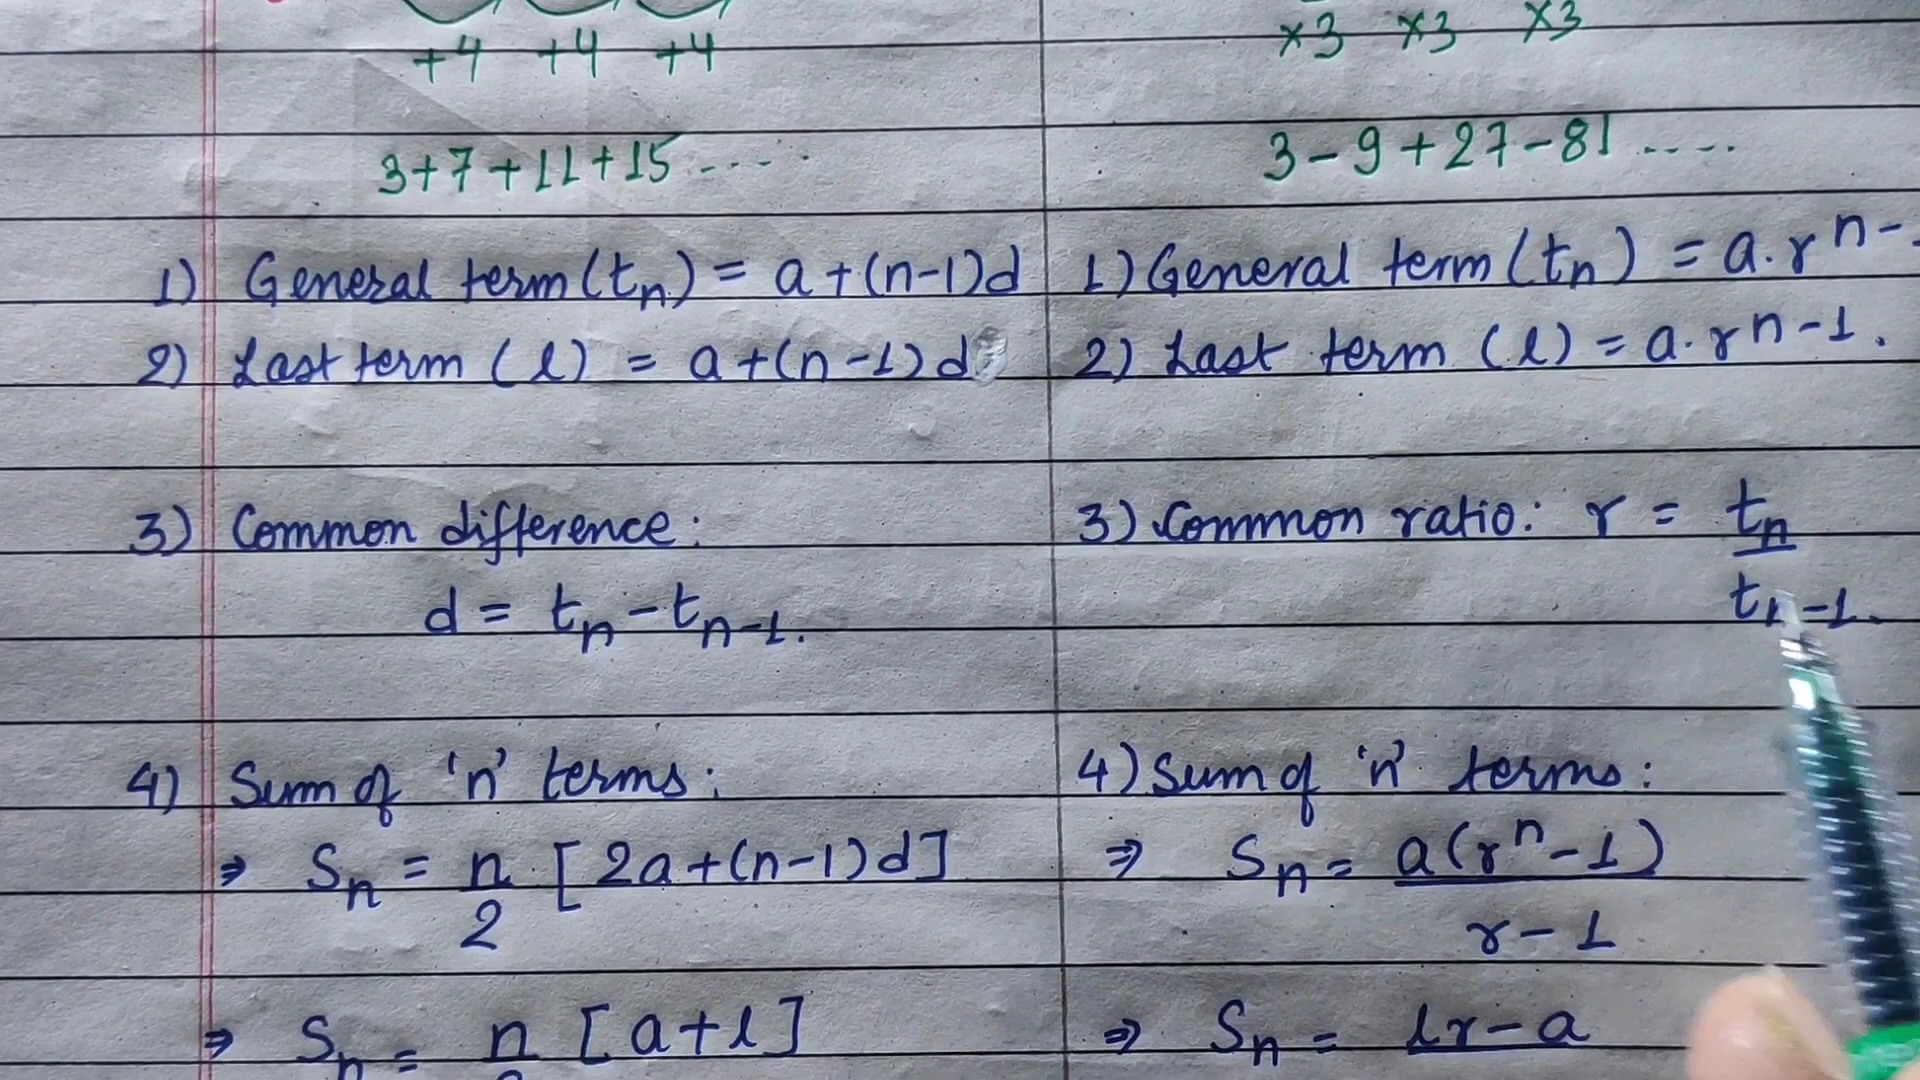 +4 +4 +4
3+7+11+15-----
1) General term (tn) = a+(n-1)d
2) Last term (l) = a+(n-1)d
3) Common difference:
d = tn - tn-1.
4) Sum of 'n' terms:
⇒ Sn = n/2 [2a+(n-1)d]
⇒ Sn = n [a+l]
×3 ×3 ×3
3-9+27-81.....
1) General term (tn) = a.r^n-
2) Last term (l) = a.r^n-1.
3) Common ratio: r = tn/tn-1.
4) Sum of 'n' terms:
⇒ Sn = a(r^n-1)/r-1
⇒ Sn = lr-a